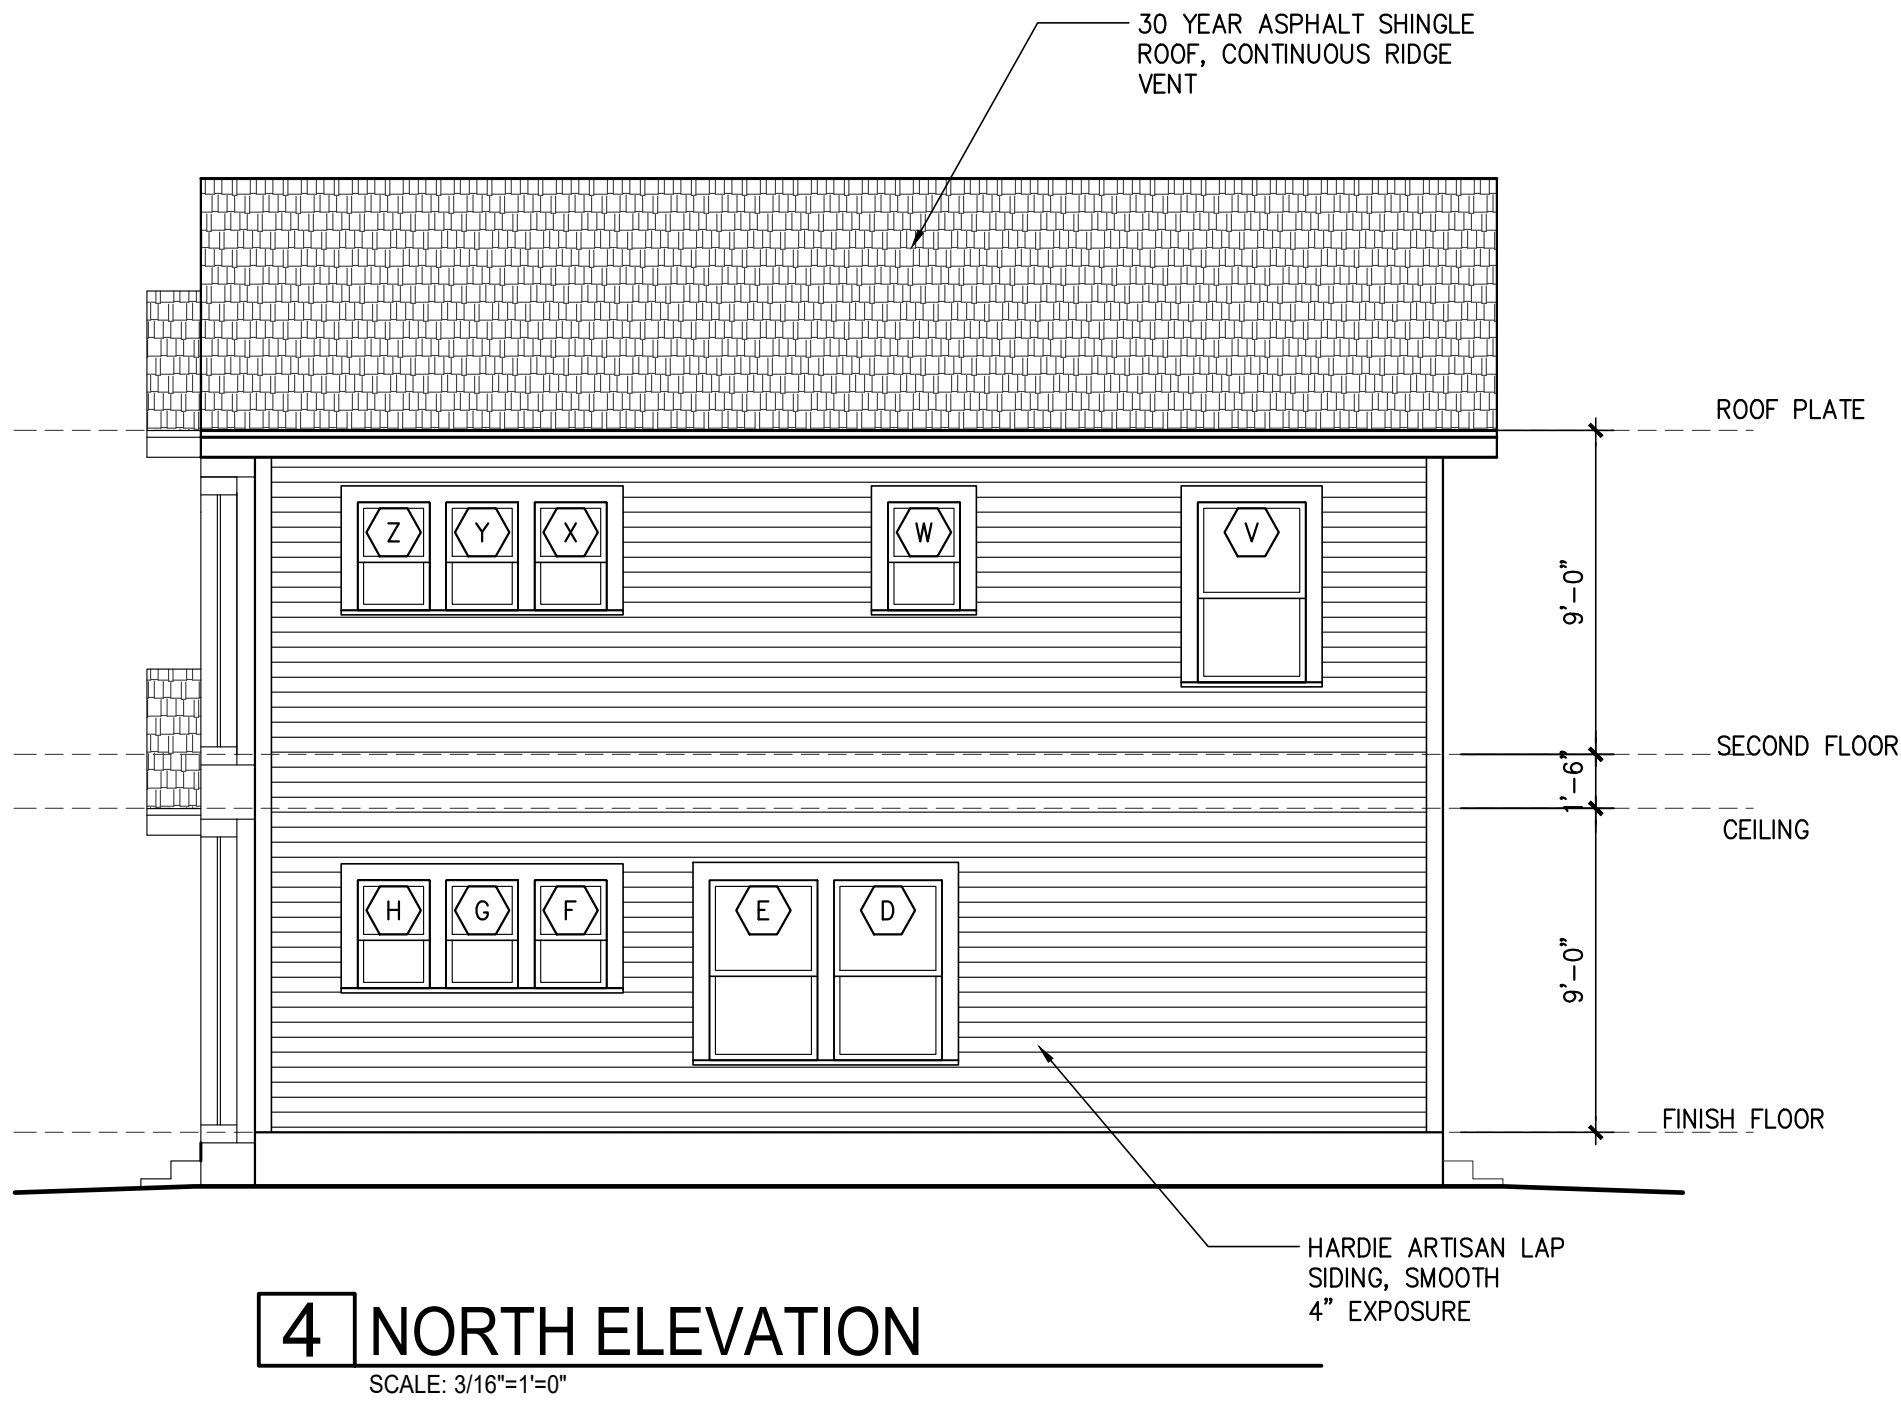 30 YEAR ASPHALT SHINGLE
ROOF, CONTINUOUS RIDGE
VENT
ROOF PLATE
Z Y X W V
9'-0"
SECOND FLOOR
1'-6"
CEILING
H G F E D
9'-0"
FINISH FLOOR
HARDIE ARTISAN LAP
SIDING, SMOOTH
4" EXPOSURE
4 NORTH ELEVATION
SCALE: 3/16"=1'=0"